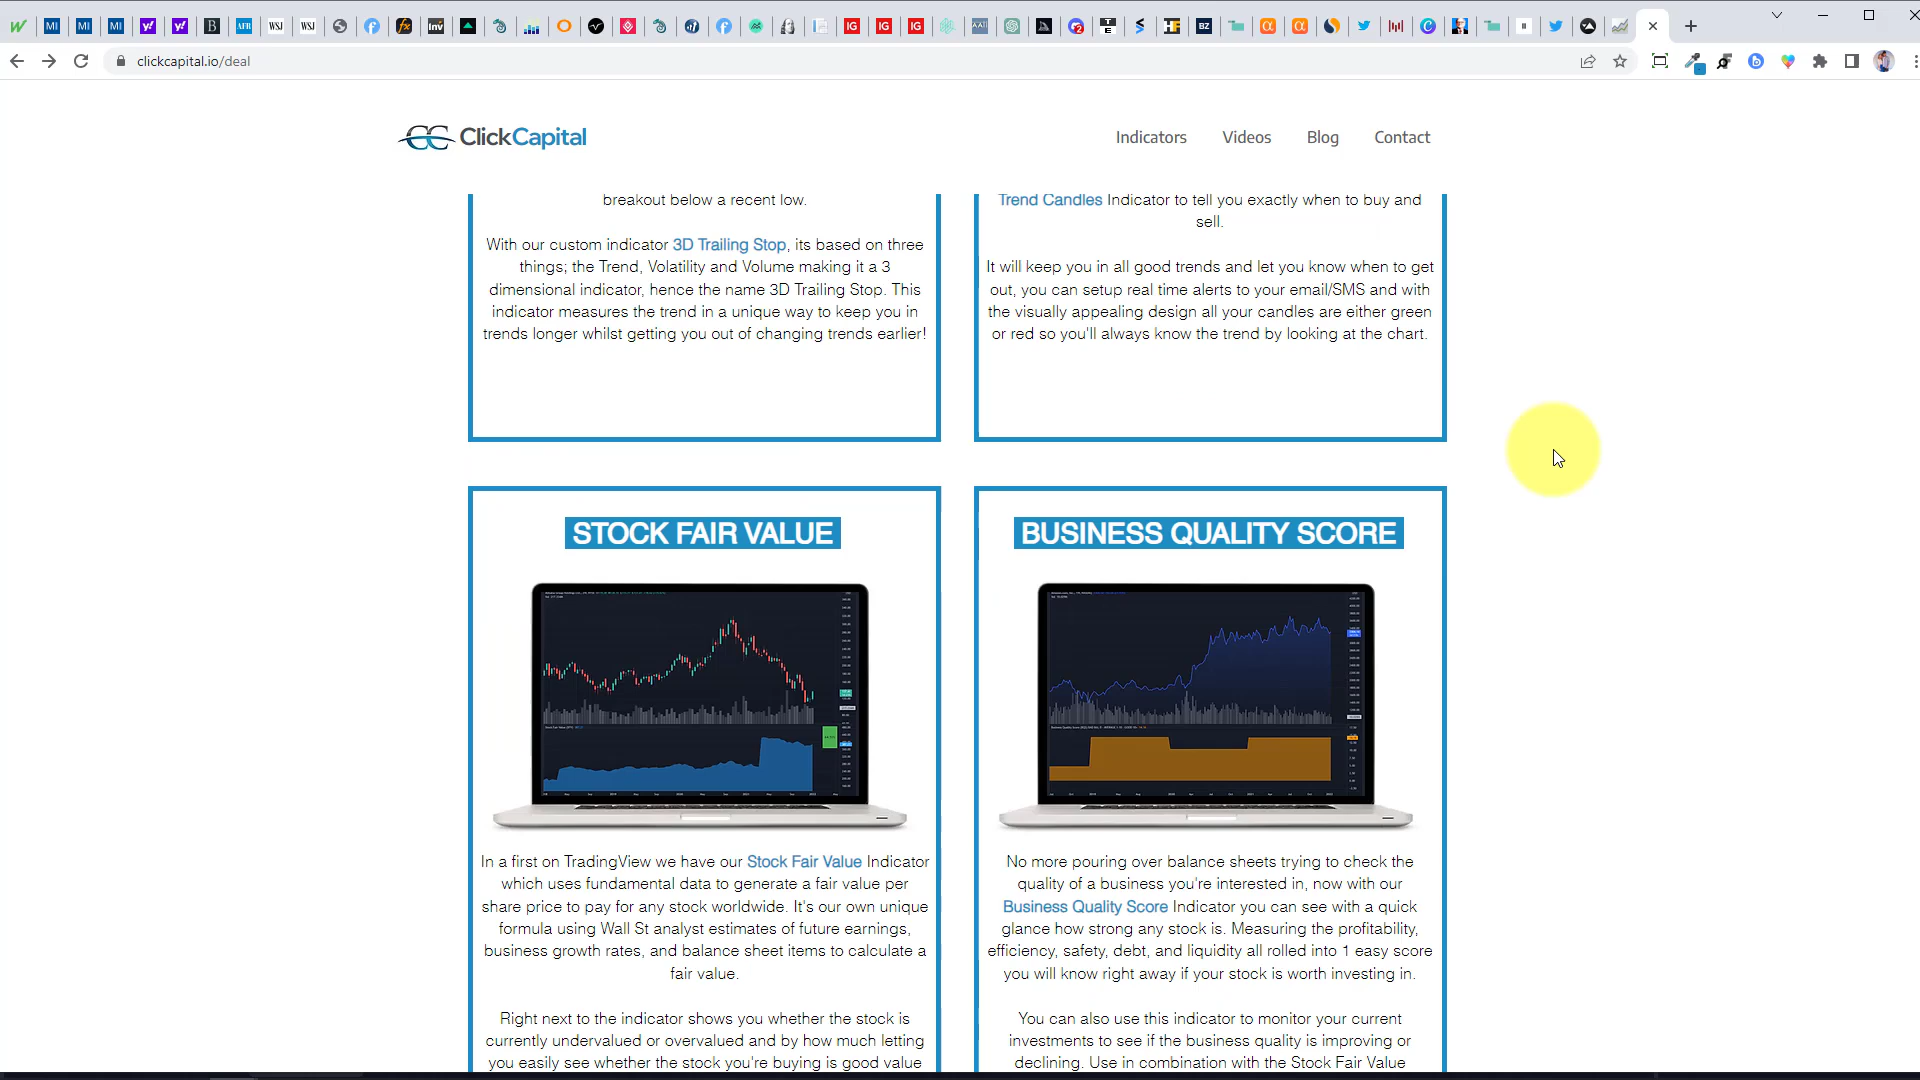 clickcapital.io/deal
ClickCapital
Indicators
Videos
Blog
Contact
breakout below a recent low.
With our custom indicator 3D Trailing Stop, its based on three
things; the Trend, Volatility and Volume making it a 3
dimensional indicator, hence the name 3D Trailing Stop. This
indicator measures the trend in a unique way to keep you in
trends longer whilst getting you out of changing trends earlier!
Trend Candles Indicator to tell you exactly when to buy and
sell.
It will keep you in all good trends and let you know when to get
out, you can setup real time alerts to your email/SMS and with
the visually appealing design all your candles are either green
or red so you'll always know the trend by looking at the chart.
STOCK FAIR VALUE
In a first on TradingView we have our Stock Fair Value Indicator
which uses fundamental data to generate a fair value per
share price to pay for any stock worldwide. It's our own unique
formula using Wall St analyst estimates of future earnings,
business growth rates, and balance sheet items to calculate a
fair value.
Right next to the indicator shows you whether the stock is
currently undervalued or overvalued and by how much letting
you easily see whether the stock you're buying is good value
BUSINESS QUALITY SCORE
No more pouring over balance sheets trying to check the
quality of a business you're interested in, now with our
Business Quality Score Indicator you can see with a quick
glance how strong any stock is. Measuring the profitability,
efficiency, safety, debt, and liquidity all rolled into 1 easy score
you will know right away if your stock is worth investing in.
You can also use this indicator to monitor your current
investments to see if the business quality is improving or
declining. Use in combination with the Stock Fair Value